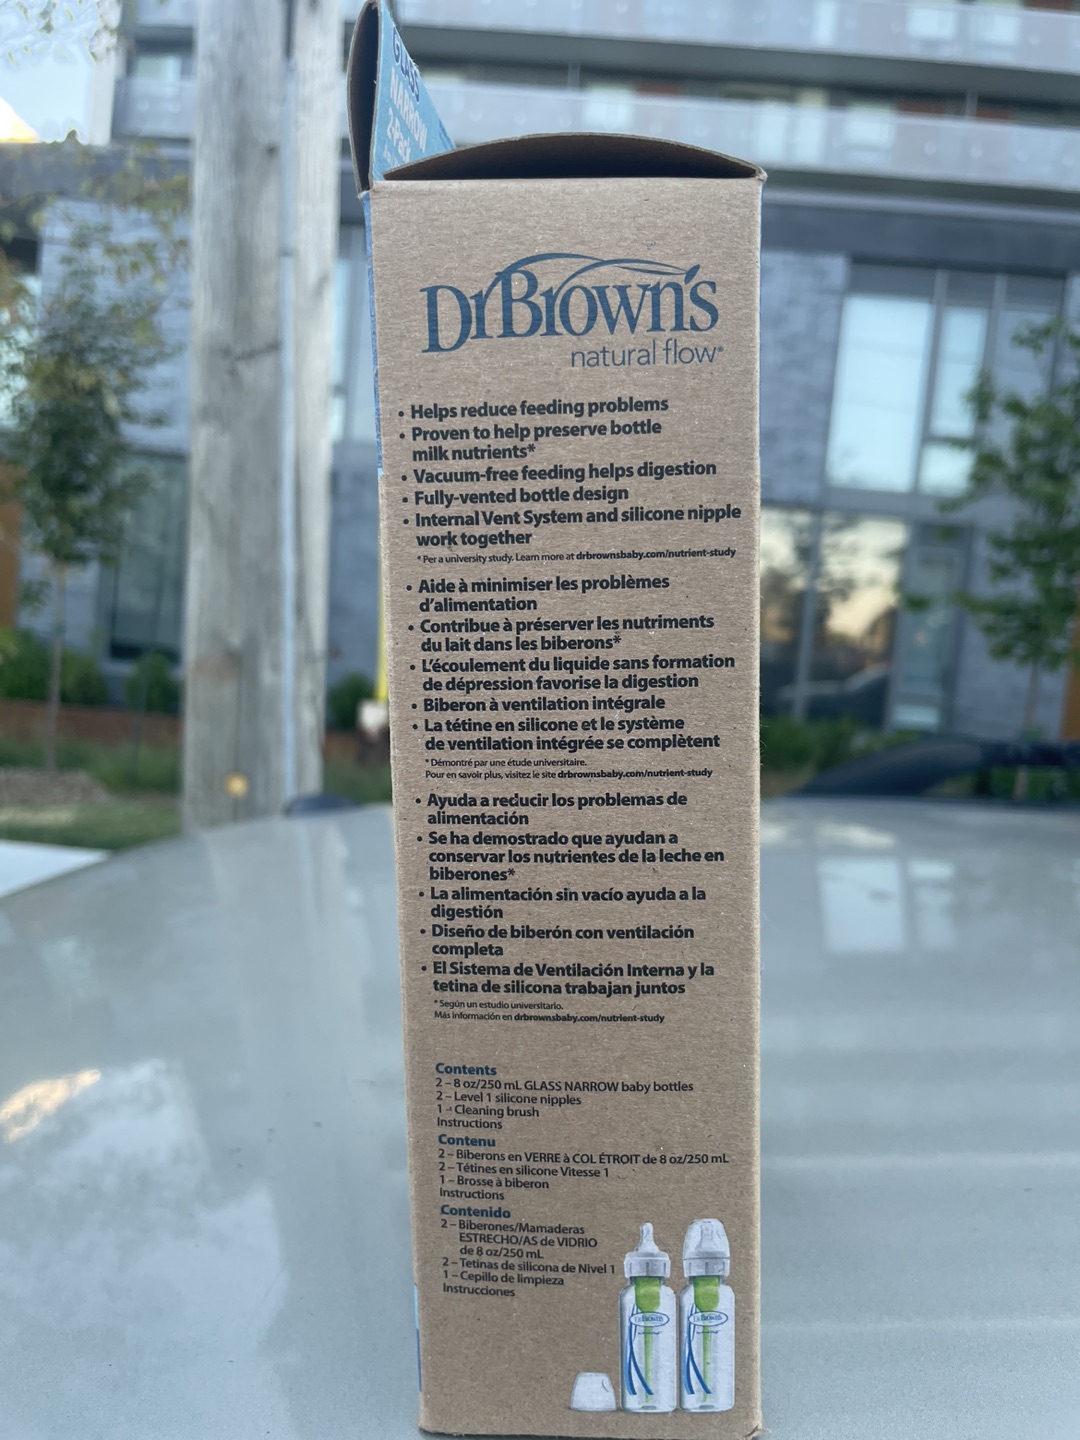 GLASS
NARROW
2-Pack
Dr Brown's
natural flow®
• Helps reduce feeding problems
• Proven to help preserve bottle
milk nutrients*
• Vacuum-free feeding helps digestion
• Fully-vented bottle design
• Internal Vent System and silicone nipple
work together
* Per a university study. Learn more at drbrownsbaby.com/nutrient-study
• Aide à minimiser les problèmes
d'alimentation
• Contribue à préserver les nutriments
du lait dans les biberons*
• L'écoulement du liquide sans formation
de dépression favorise la digestion
• Biberon à ventilation intégrale
• La tétine en silicone et le système
de ventilation intégrée se complètent
* Démontré par une étude universitaire.
Pour en savoir plus, visitez le site drbrownsbaby.com/nutrient-study
• Ayuda a reducir los problemas de
alimentación
• Se ha demostrado que ayudan a
conservar los nutrientes de la leche en
biberones*
• La alimentación sin vacío ayuda a la
digestión
• Diseño de biberón con ventilación
completa
• El Sistema de Ventilación Interna y la
tetina de silicona trabajan juntos
* Según un estudio universitario.
Más información en drbrownsbaby.com/nutrient-study
Contents
2 – 8 oz/250 mL GLASS NARROW baby bottles
2 – Level 1 silicone nipples
1 – Cleaning brush
Instructions
Contenu
2 – Biberons en VERRE à COL ÉTROIT de 8 oz/250 mL
2 – Tétines en silicone Vitesse 1
1 – Brosse à biberon
Instructions
Contenido
2 – Biberones/Mamaderas
ESTRECHO/AS de VIDRIO
de 8 oz/250 mL
2 – Tetinas de silicona de Nivel 1
1 – Cepillo de limpieza
Instrucciones
Dr Brown's
Dr Brown's